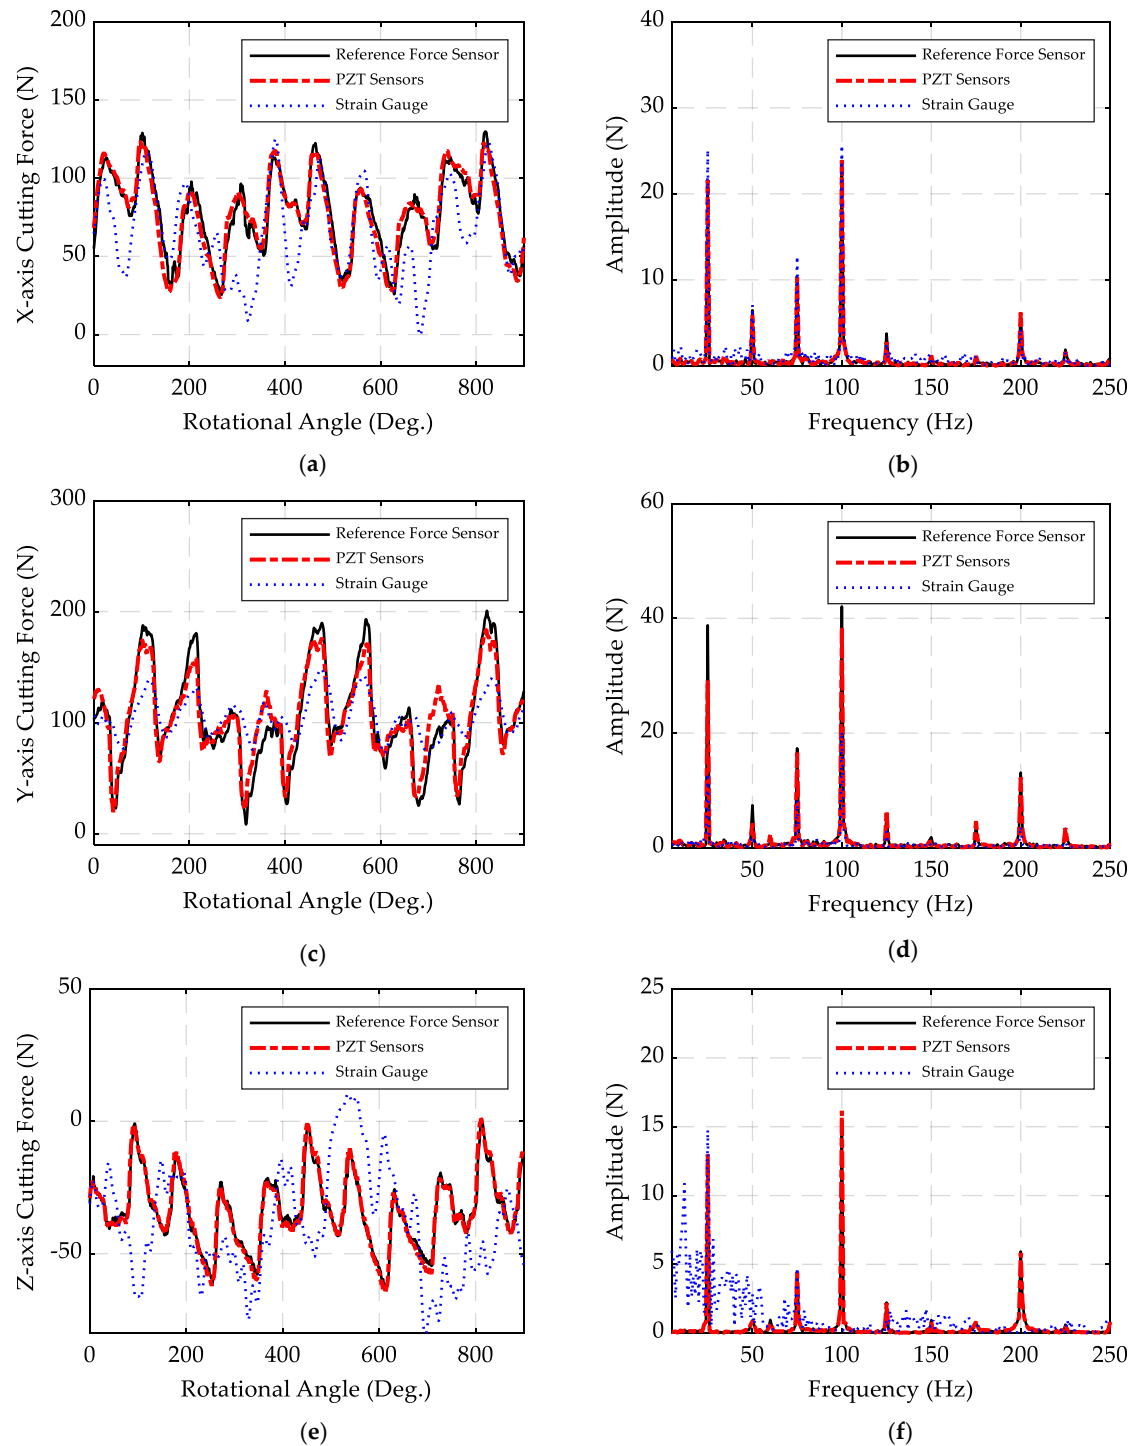 200
150
100
50
0
X-axis Cutting Force (N)
Reference Force Sensor
PZT Sensors
Strain Gauge
0 200 400 600 800
Rotational Angle (Deg.)
(a)
40
30
20
10
0
Amplitude (N)
Reference Force Sensor
PZT Sensors
Strain Gauge
50 100 150 200 250
Frequency (Hz)
(b)
300
200
100
0
Y-axis Cutting Force (N)
Reference Force Sensor
PZT Sensors
Strain Gauge
0 200 400 600 800
Rotational Angle (Deg.)
(c)
60
40
20
0
Amplitude (N)
Reference Force Sensor
PZT Sensors
Strain Gauge
50 100 150 200 250
Frequency (Hz)
(d)
50
0
-50
Z-axis Cutting Force (N)
Reference Force Sensor
PZT Sensors
Strain Gauge
0 200 400 600 800
Rotational Angle (Deg.)
(e)
25
20
15
10
5
0
Amplitude (N)
Reference Force Sensor
PZT Sensors
Strain Gauge
50 100 150 200 250
Frequency (Hz)
(f)